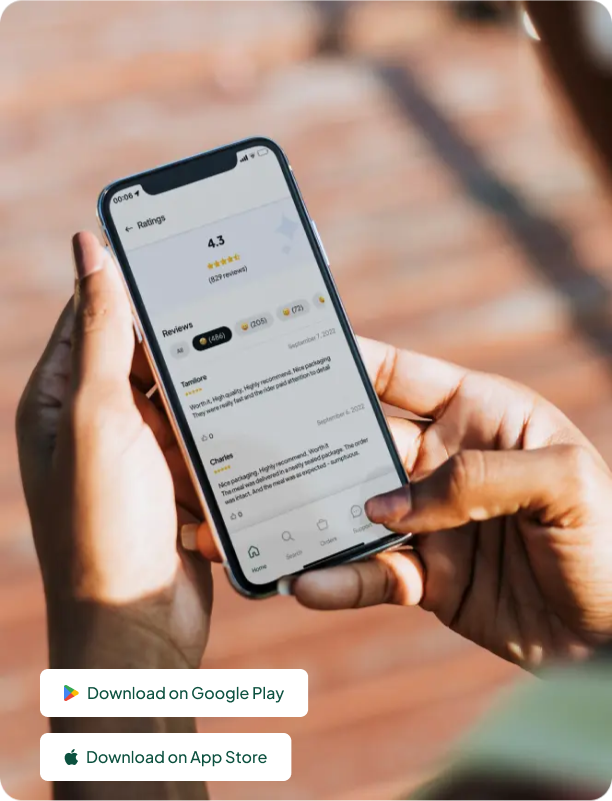 00:06
← Ratings
4.3
(829 reviews)
Reviews
All
(486)
(205)
(72)
September 7, 2022
Tamilore
Worth it, High quality, Highly recommend, Nice packaging
They were really fast and the rider paid attention to detail
0
September 6, 2022
Charles
Nice packaging, Highly recommend, Worth it
The meal was delivered in a neatly sealed package. The order
was intact. And the meal was as expected - sumptuous.
0
Home
Search
Orders
Support
Download on Google Play
Download on App Store